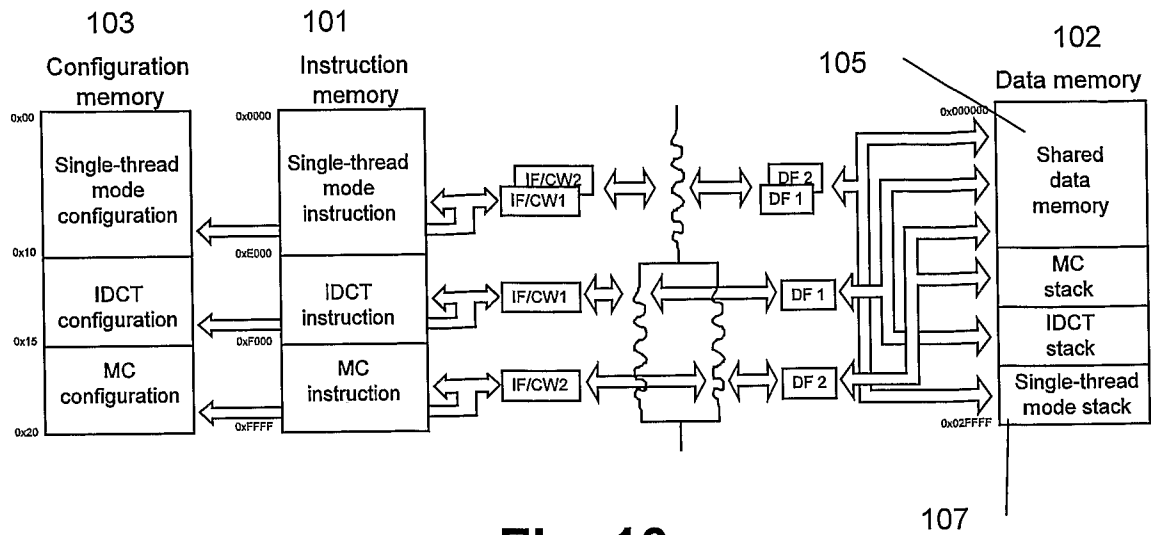 103
101
102
105
Configuration
memory
Instruction
memory
Data memory
0x00
0x0000
0x000000
Single-thread
mode
configuration
Single-thread
mode
instruction
IF/CW2
IF/CW1
DF 2
DF 1
Shared
data
memory
0x10
0xE000
IDCT
configuration
IDCT
instruction
IF/CW1
DF 1
MC
stack
IDCT
stack
0x15
0xF000
MC
configuration
MC
instruction
IF/CW2
DF 2
Single-thread
mode stack
0x20
0xFFFF
0x02FFFF
107